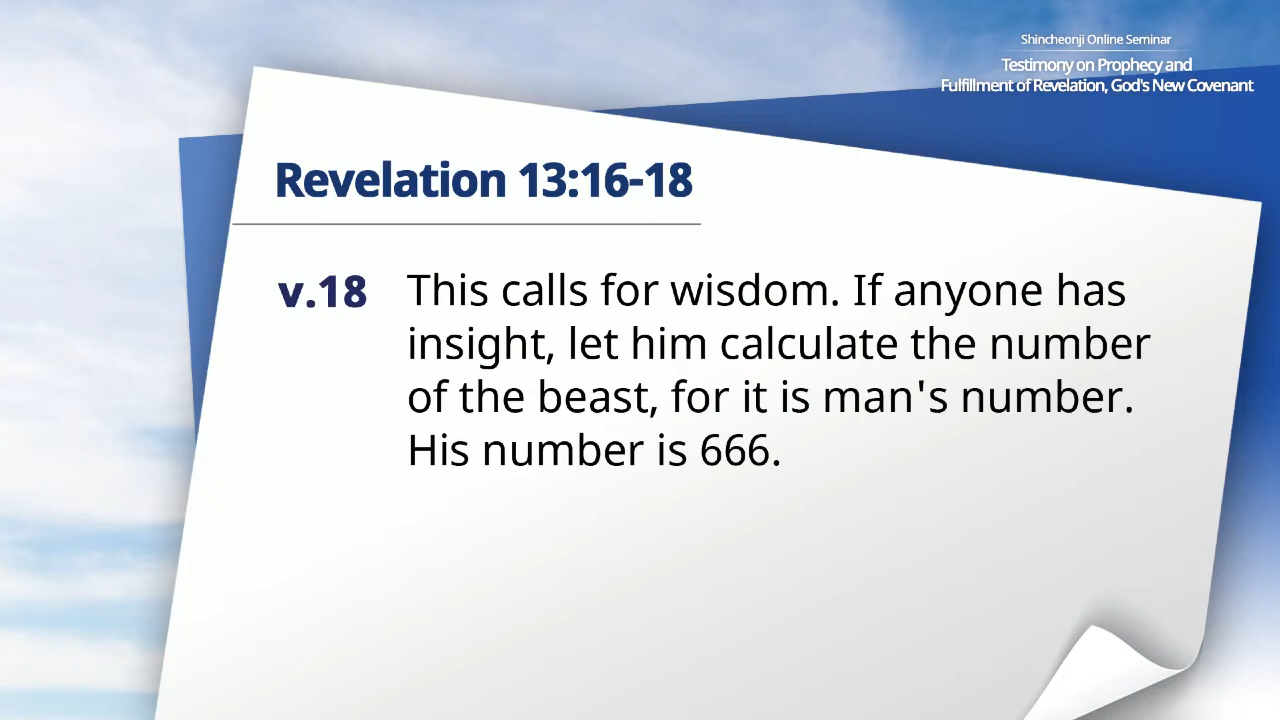 Shincheonji Online Seminar
Testimony on Prophecy and
Fulfillment of Revelation, God's New Covenant
Revelation 13:16-18
v.18 This calls for wisdom. If anyone has
insight, let him calculate the number
of the beast, for it is man's number.
His number is 666.